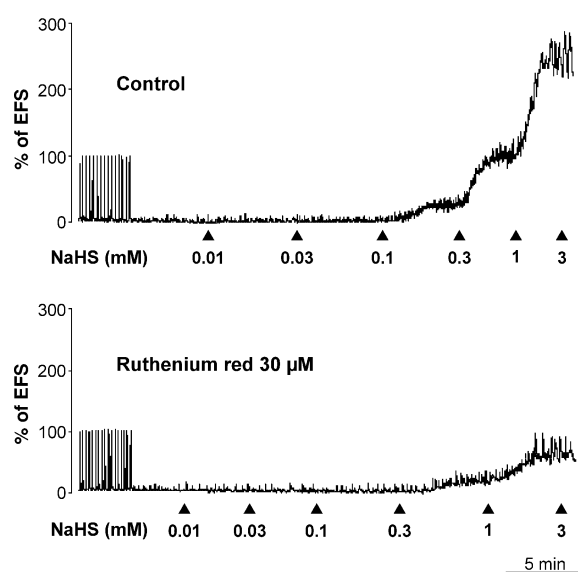 300
Control
200
% of EFS
100
0
NaHS (mM) 0.01 0.03 0.1 0.3 1 3
300
Ruthenium red 30 µM
200
% of EFS
100
0
NaHS (mM) 0.01 0.03 0.1 0.3 1 3
5 min